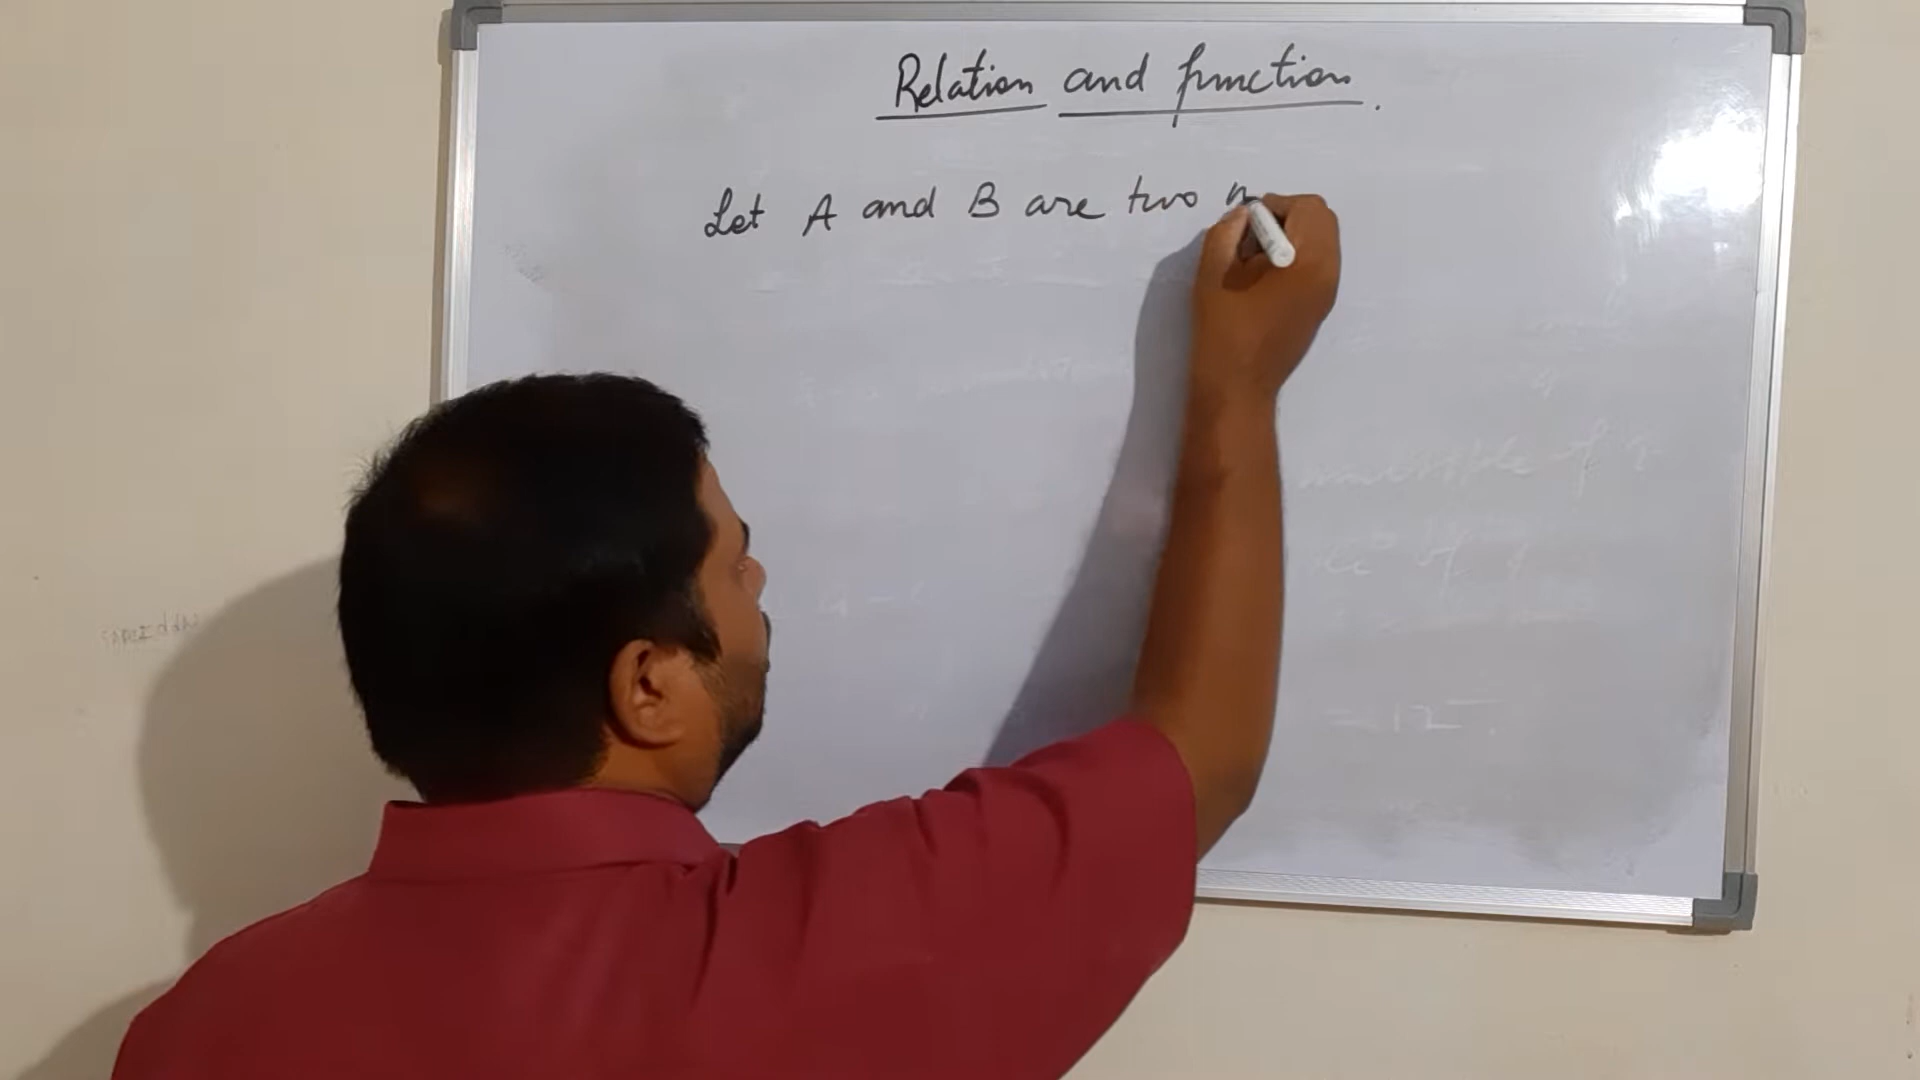 Relation and function.
Let A and B are two